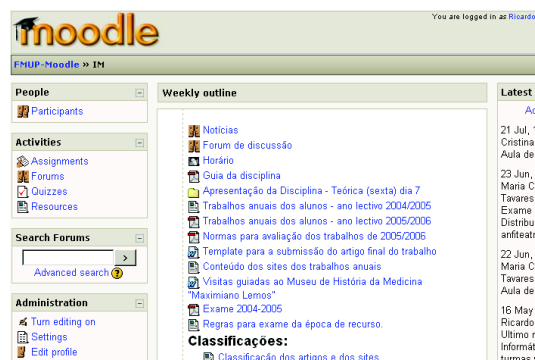 moodle
You are logged in as Ricardo
FMUP-Moodle » IM
People
Participants
Activities
Assignments
Forums
Quizzes
Resources
Search Forums
>
Advanced search ?
Administration
Turn editing on
Settings
Edit profile
Weekly outline
Notícias
Forum de discussão
Horário
Guia da disciplina
Apresentação da Disciplina - Teórica (sexta) dia 7
Trabalhos anuais dos alunos - ano lectivo 2004/2005
Trabalhos anuais dos alunos - ano lectivo 2005/2006
Normas para avaliação dos trabalhos de 2005/2006
Template para a submissão do artigo final do trabalho
Conteúdo dos sites dos trabalhos anuais
Visitas guiadas ao Museu de História da Medicina
"Maximiano Lemos"
Exame 2004-2005
Regras para exame da época de recurso.
Classificações:
Classificação dos artigos e dos sites
Latest
21 Jul,
Cristina
Aula de
23 Jun,
Maria C
Tavares
Exame
Distribu
anfiteatr
22 Jun,
Maria C
Tavares
Aula de
16 May
Ricardo
Ultimo r
Informát
turmas